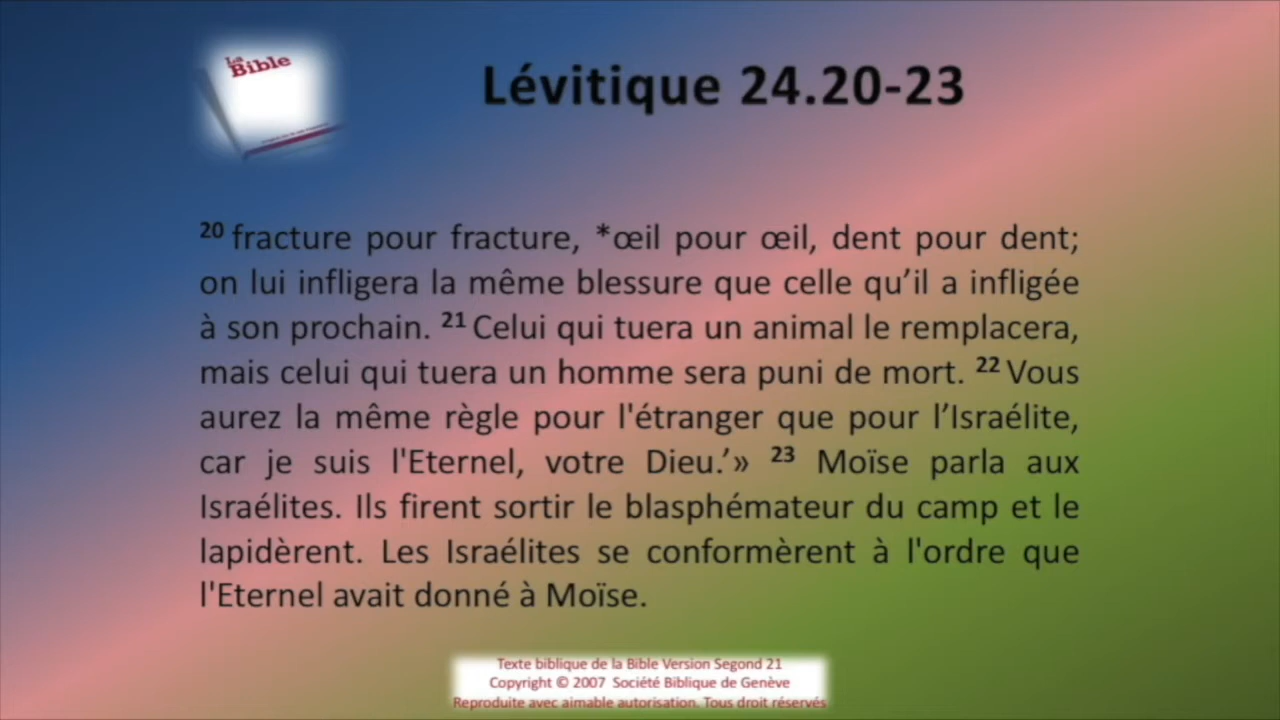 La
Bible
Lévitique 24.20-23
20 fracture pour fracture, *œil pour œil, dent pour dent;
on lui infligera la même blessure que celle qu’il a infligée
à son prochain. 21 Celui qui tuera un animal le remplacera,
mais celui qui tuera un homme sera puni de mort. 22 Vous
aurez la même règle pour l'étranger que pour l’Israélite,
car je suis l'Eternel, votre Dieu.’» 23 Moïse parla aux
Israélites. Ils firent sortir le blasphémateur du camp et le
lapidèrent. Les Israélites se conformèrent à l'ordre que
l'Eternel avait donné à Moïse.
Texte biblique de la Bible Version Segond 21
Copyright © 2007 Société Biblique de Genève
Reproduite avec aimable autorisation. Tous droit réservés